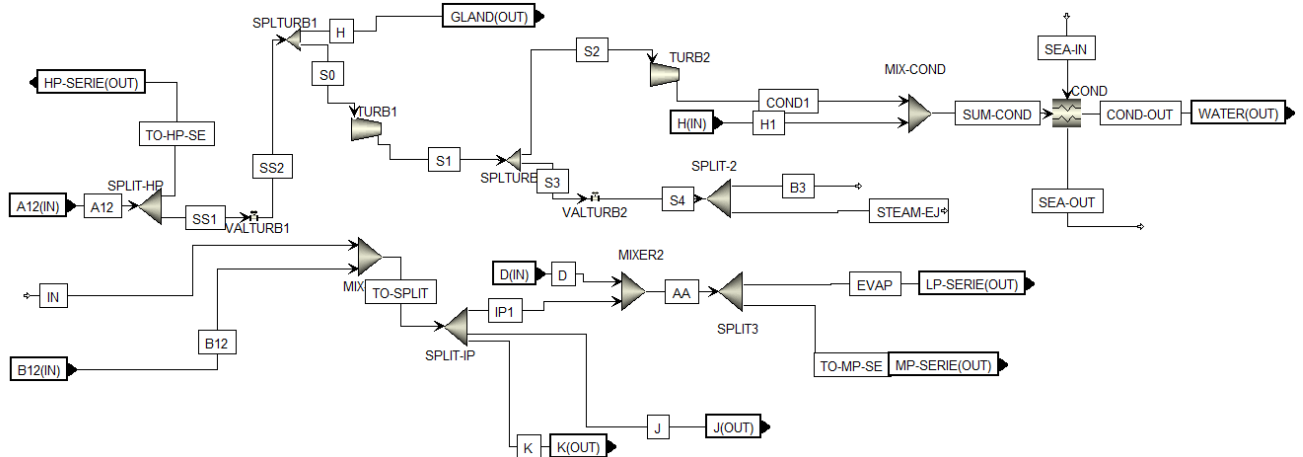 GLAND(OUT)
SPLTURB1
H
S2
TURB2
SEA-IN
HP-SERIE(OUT)
S0
MIX-COND
TURB1
COND1
COND
TO-HP-SE
H(IN)
H1
SUM-COND
COND-OUT
WATER(OUT)
SS2
S1
SPLTURB
S3
SPLIT-2
B3
SPLIT-HP
A12(IN)
A12
SS1
VALTURB1
VALTURB2
S4
STEAM-EJ
SEA-OUT
MIXER2
D(IN)
D
IN
MIX
TO-SPLIT
IP1
AA
EVAP
LP-SERIE(OUT)
B12
SPLIT-IP
SPLIT3
B12(IN)
TO-MP-SE
MP-SERIE(OUT)
J
J(OUT)
K
K(OUT)